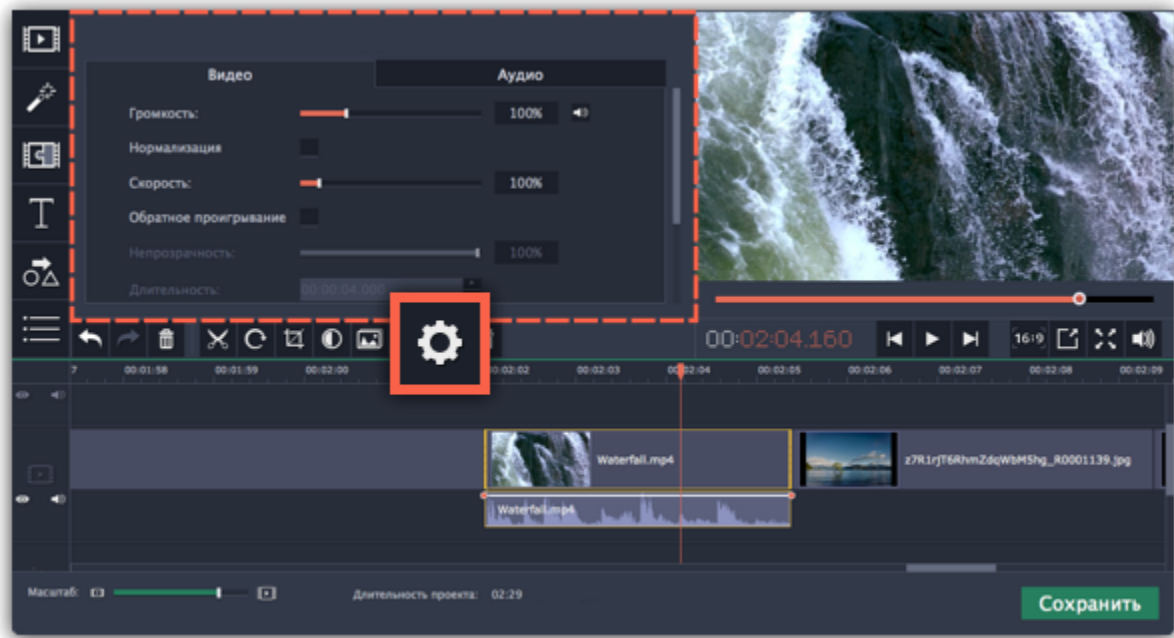 Видео
Аудио
Громкость:
100%
Нормализация
Скорость:
100%
Обратное проигрывание
Непрозрачность:
100%
Длительность:
00:00:04.000
T
00:02:04.160
16:9
7 00:01:58 00:01:59 00:02:00 00:02:02 00:02:03 00:02:04 00:02:05 00:02:06 00:02:07 00:02:08 00:02:09
Waterfall.mp4
z7R1rjT6RhmZdqWbM5hg_R0001139.jpg
Waterfall.mp4
Масштаб:
Длительность проекта: 02:29
Сохранить